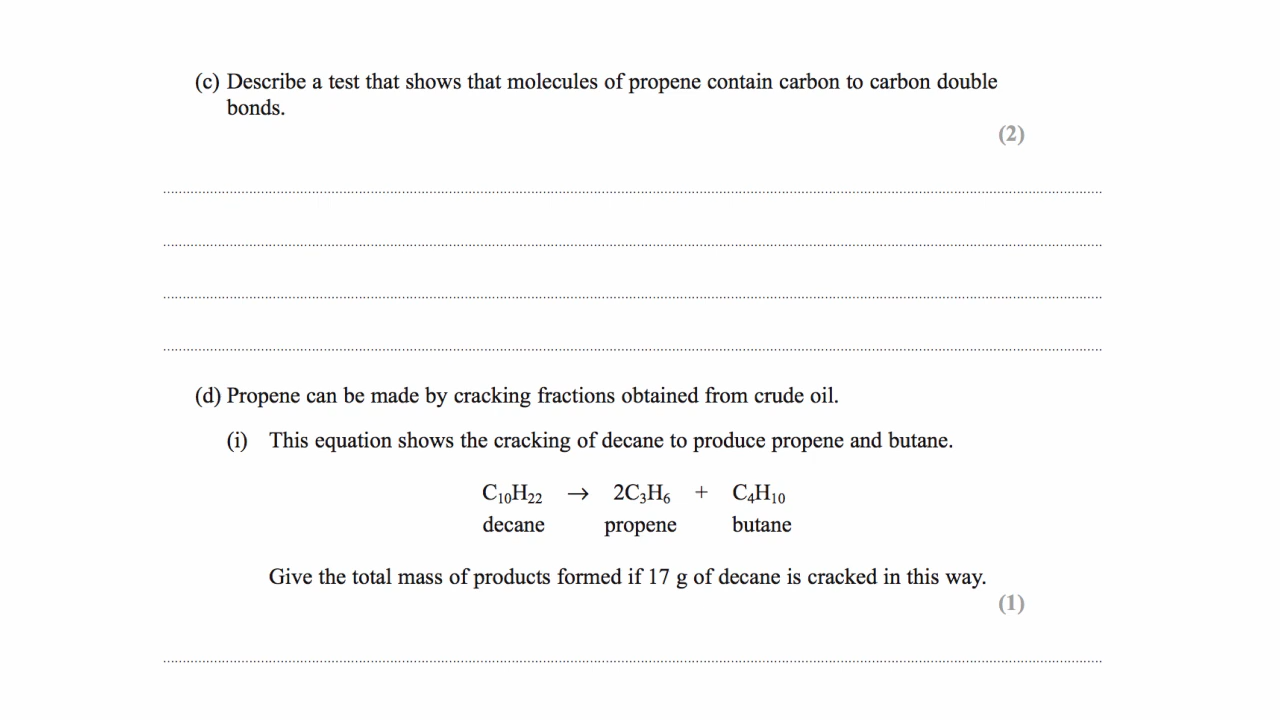 (c) Describe a test that shows that molecules of propene contain carbon to carbon double
bonds.
(2)
(d) Propene can be made by cracking fractions obtained from crude oil.
(i) This equation shows the cracking of decane to produce propene and butane.
C₁₀H₂₂ → 2C₃H₆ + C₄H₁₀
decane propene butane
Give the total mass of products formed if 17 g of decane is cracked in this way.
(1)